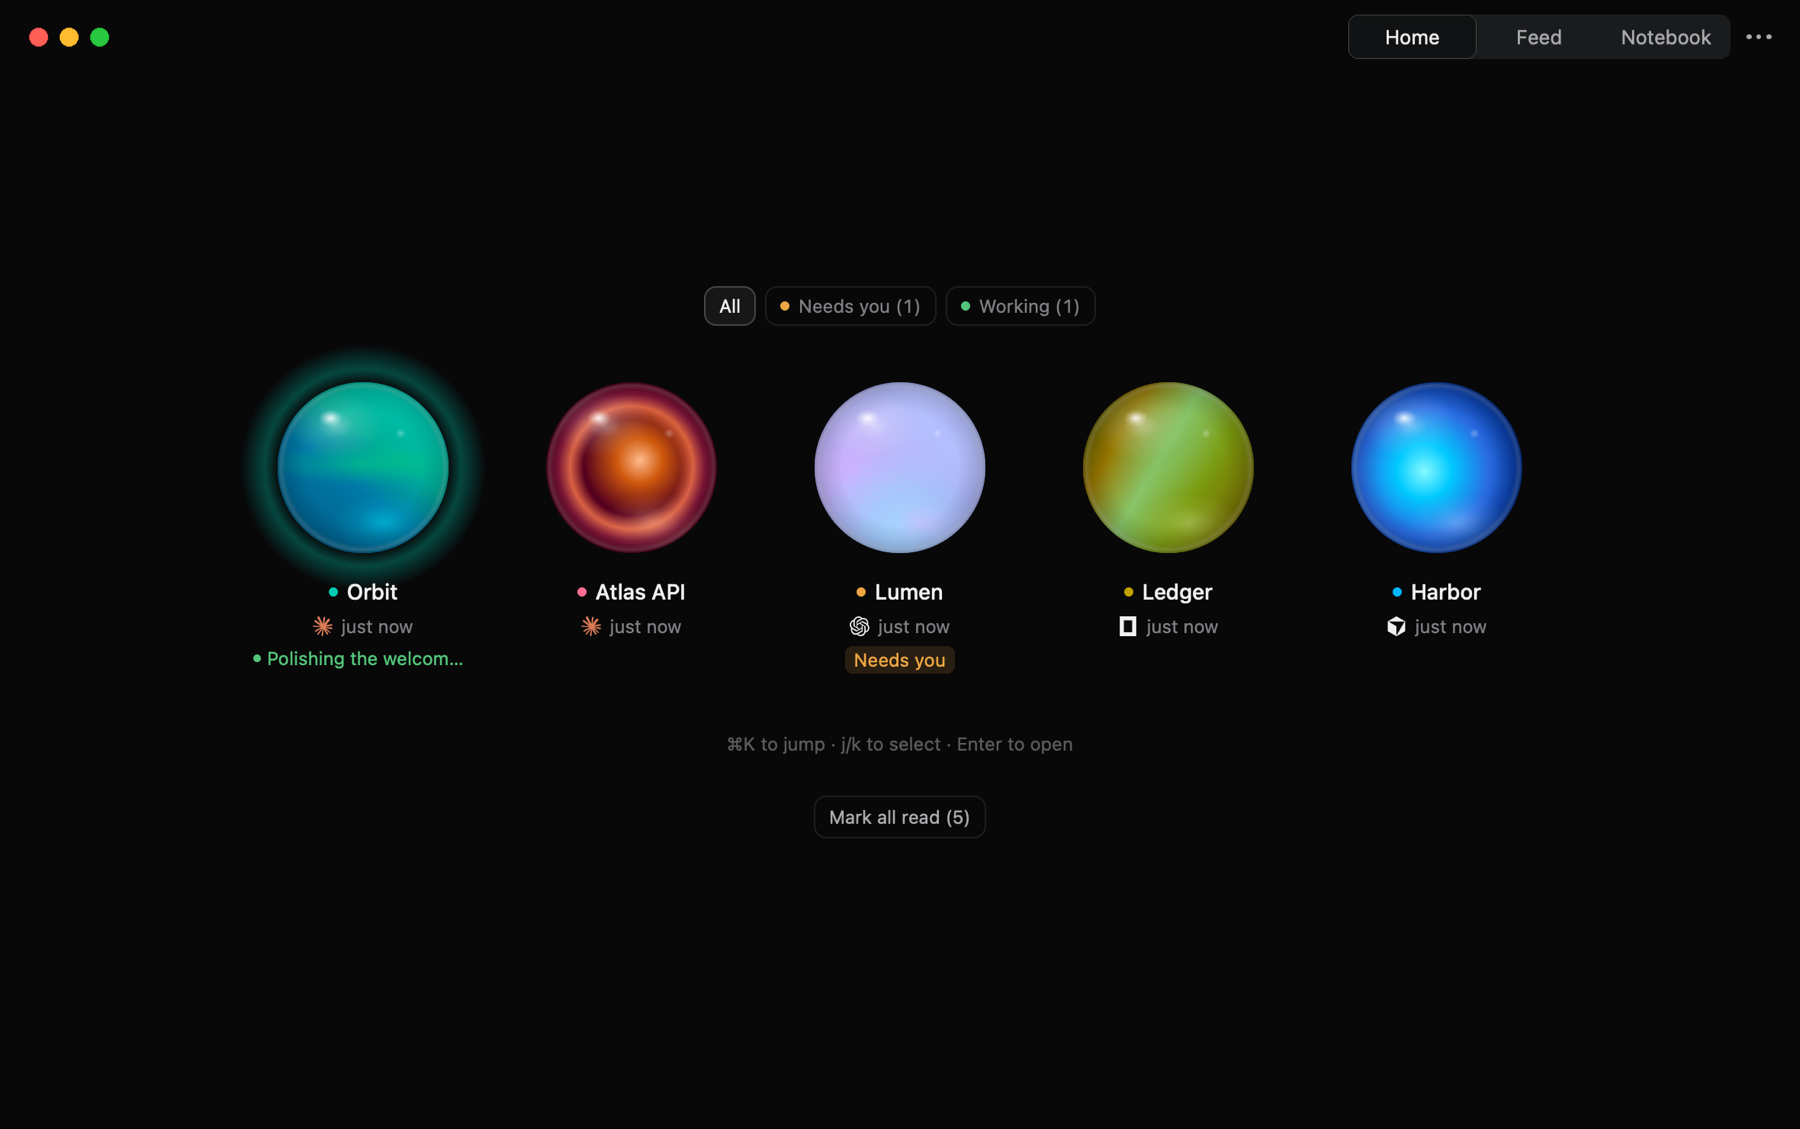 Home Feed Notebook
All Needs you (1) Working (1)
Orbit Atlas API Lumen Ledger Harbor
just now just now just now just now just now
Polishing the welcom... Needs you
⌘K to jump · j/k to select · Enter to open
Mark all read (5)